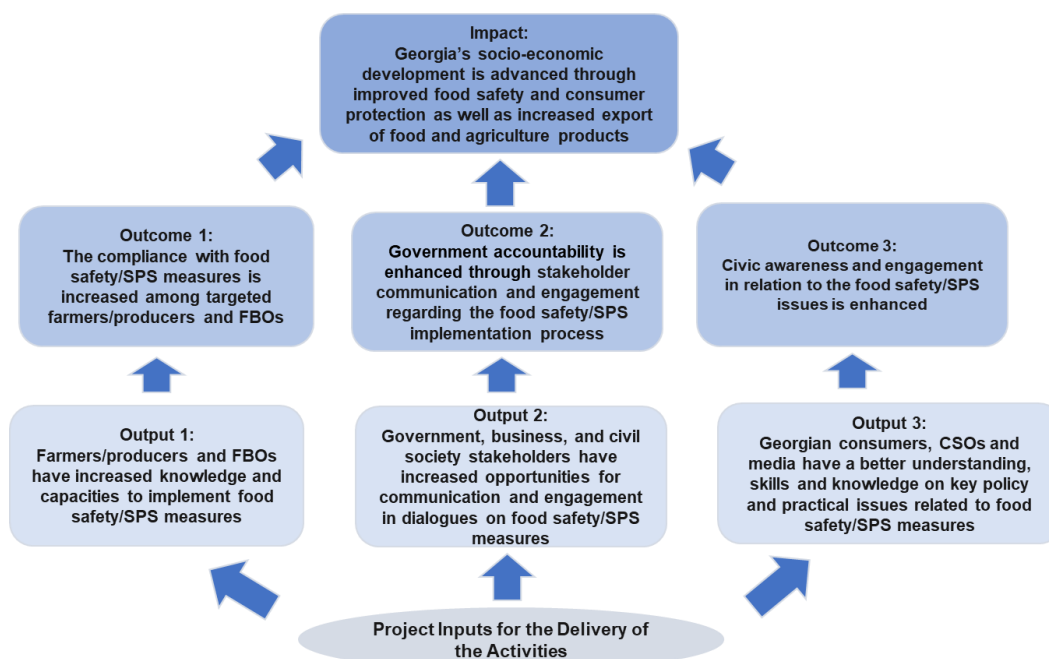 Impact:
Georgia's socio-economic
development is advanced through
improved food safety and consumer
protection as well as increased export
of food and agriculture products
Outcome 1:
The compliance with food
safety/SPS measures is
increased among targeted
farmers/producers and FBOs
Outcome 2:
Government accountability is
enhanced through stakeholder
communication and engagement
regarding the food safety/SPS
implementation process
Outcome 3:
Civic awareness and engagement
in relation to the food safety/SPS
issues is enhanced
Output 1:
Farmers/producers and FBOs
have increased knowledge and
capacities to implement food
safety/SPS measures
Output 2:
Government, business, and civil
society stakeholders have
increased opportunities for
communication and engagement
in dialogues on food safety/SPS
measures
Output 3:
Georgian consumers, CSOs and
media have a better understanding,
skills and knowledge on key policy
and practical issues related to food
safety/SPS measures
Project Inputs for the Delivery of
the Activities